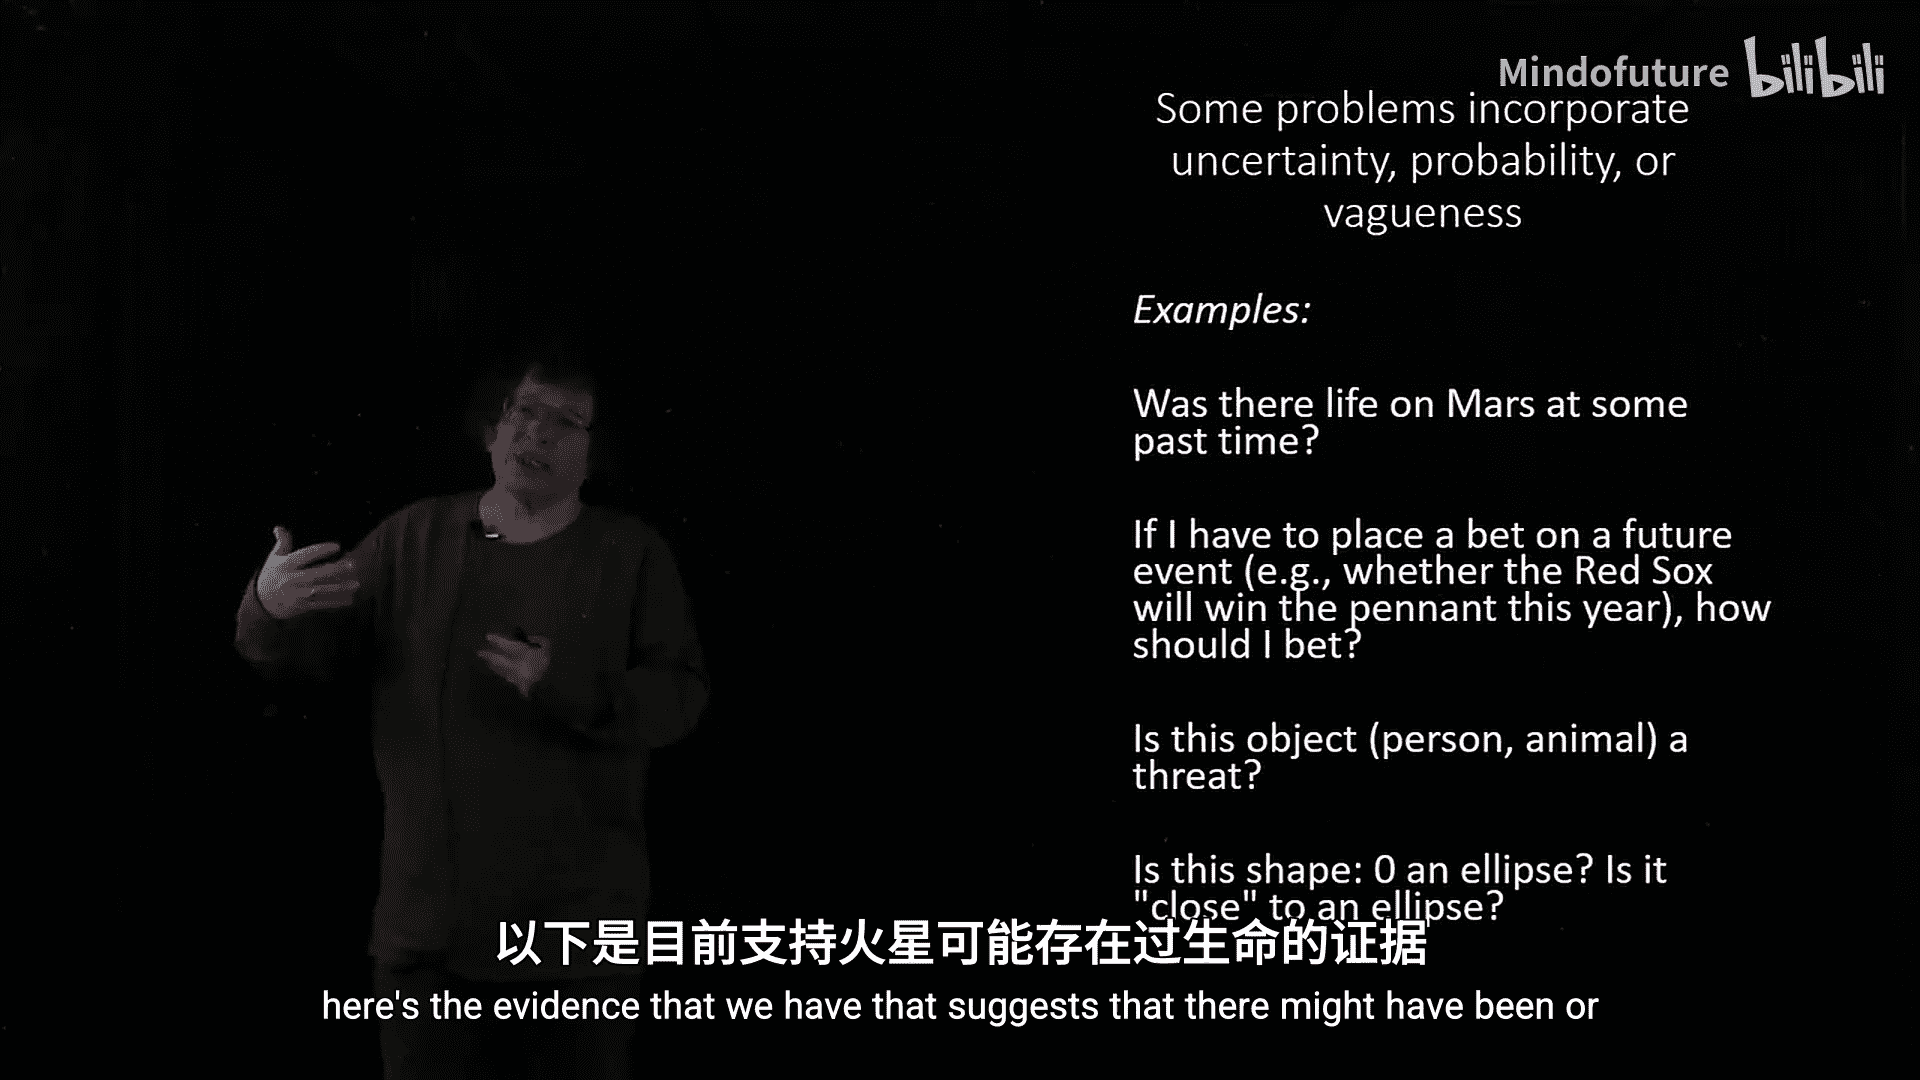 Mindofuture bilibili
Some problems incorporate
uncertainty, probability, or
vagueness
Examples:
Was there life on Mars at some
past time?
If I have to place a bet on a future
event (e.g., whether the Red Sox
will win the pennant this year), how
should I bet?
Is this object (person, animal) a
threat?
Is this shape: 0 an ellipse? Is it
"close" to an ellipse?
以下是目前支持火星可能存在过生命的证据
here's the evidence that we have that suggests that there might have been or